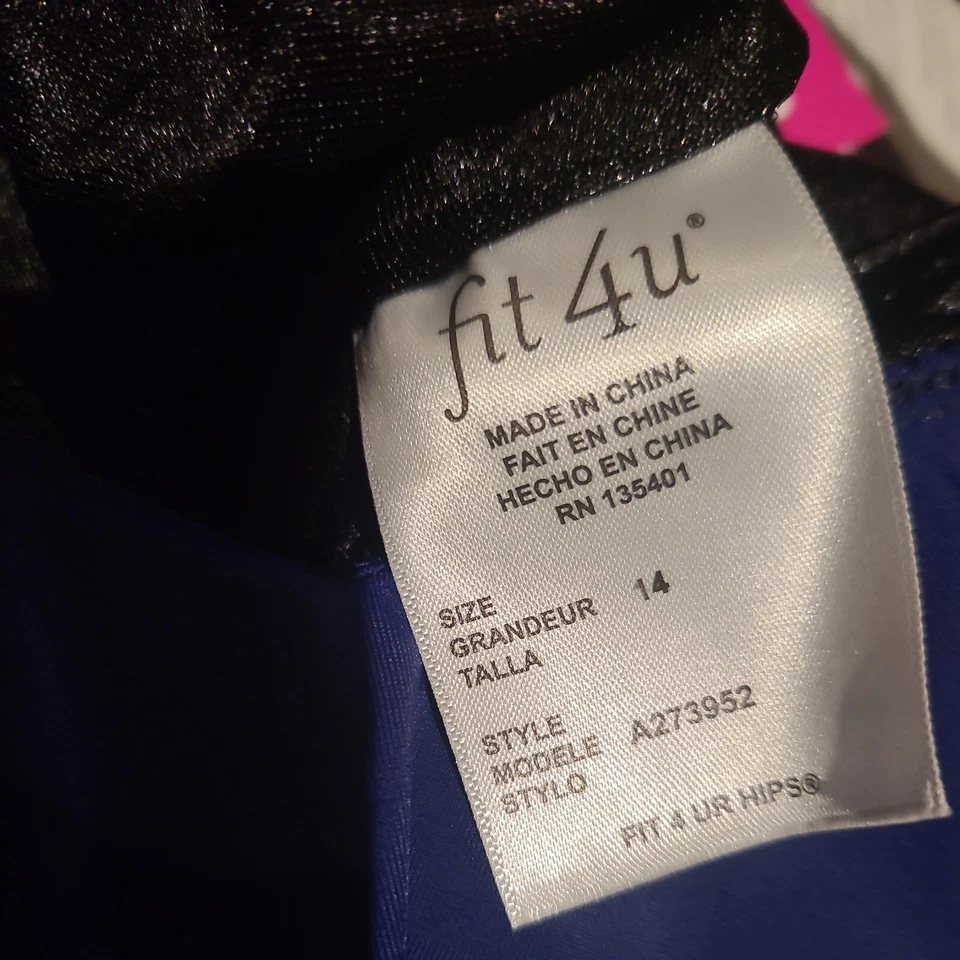 fit 4u®
MADE IN CHINA
FAIT EN CHINE
HECHO EN CHINA
RN 135401
SIZE
GRANDEUR 14
TALLA
STYLE
MODELE A273952
STYLO
FIT 4 UR HIPS®